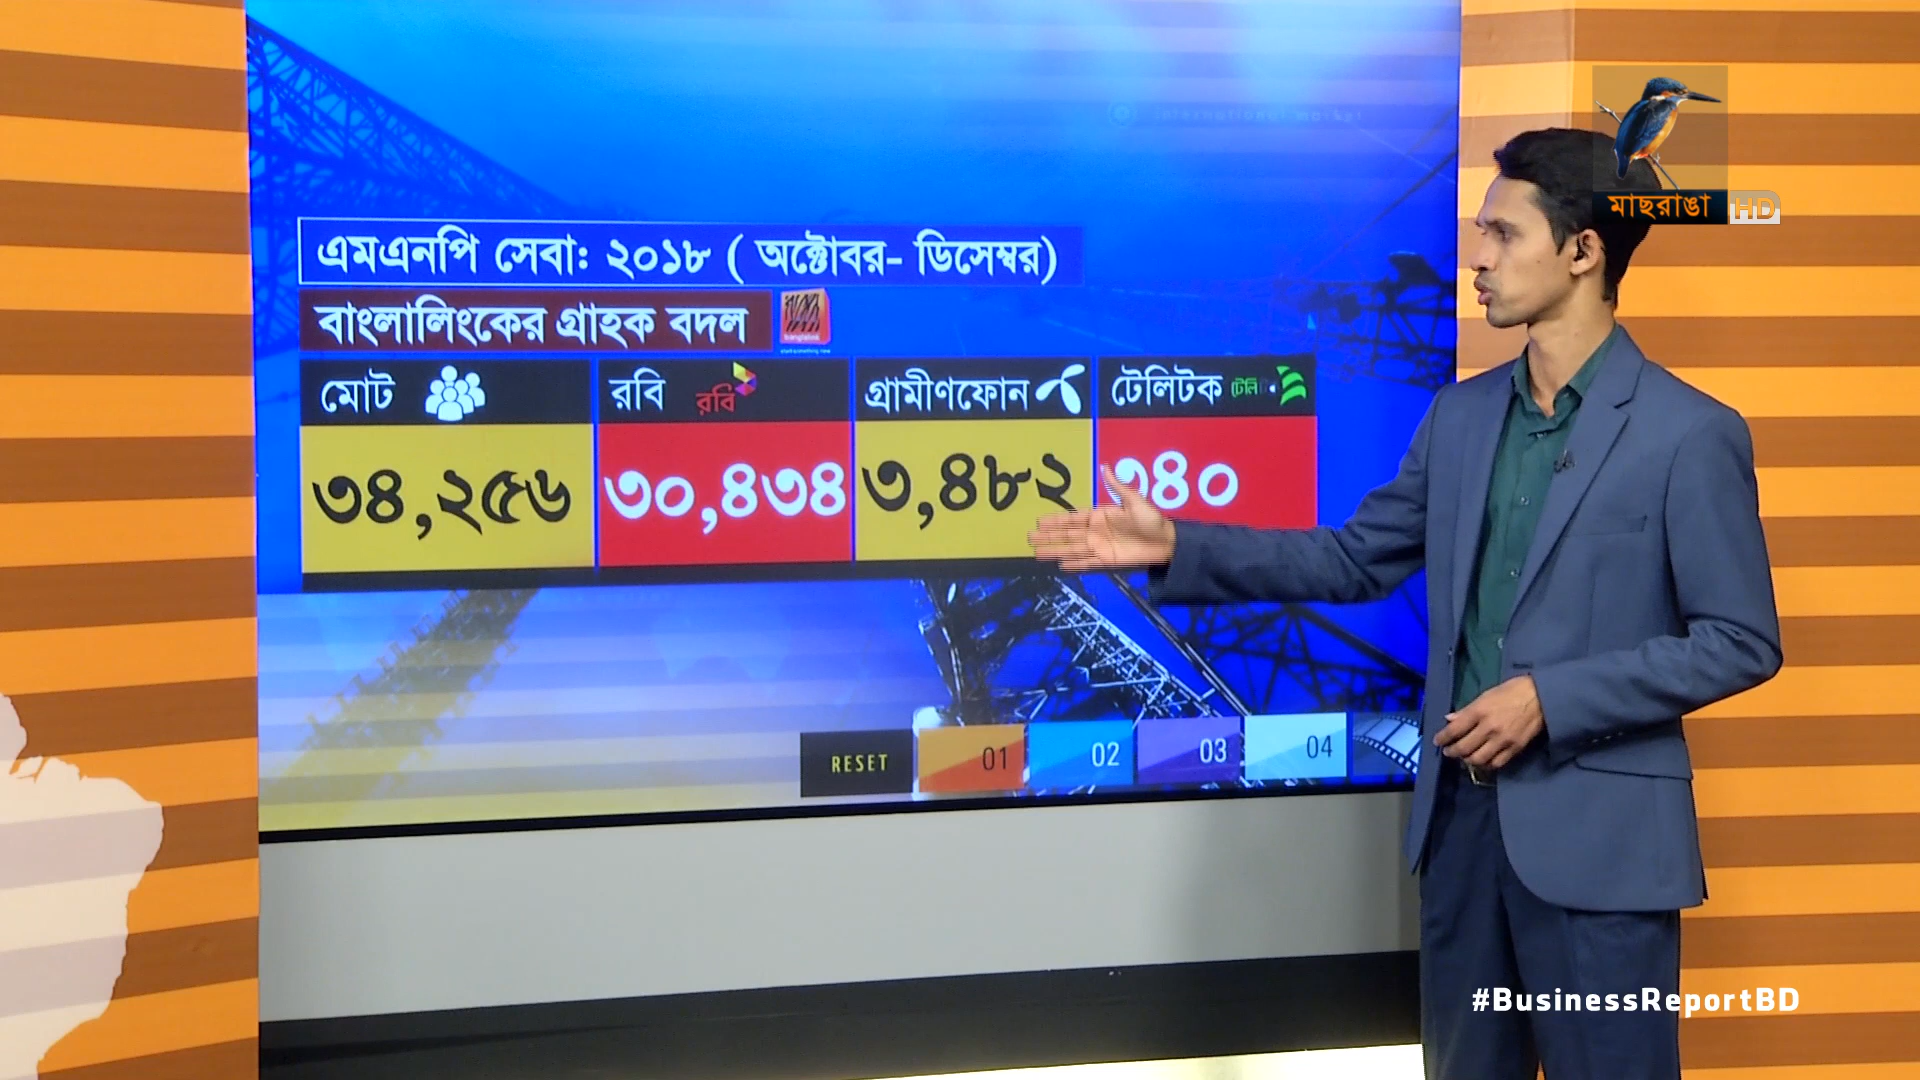 মাছরাঙা HD
এমএনপি সেবা: ২০১৮ ( অক্টোবর- ডিসেম্বর)
বাংলালিংকের গ্রাহক বদল
banglalink
মোট রবি রবি গ্রামীণফোন টেলিটক
৩৪,২৫৬ ৩০,৪৩৪ ৩,৪৮২ ৩৪০
RESET 01 02 03 04
#BusinessReportBD